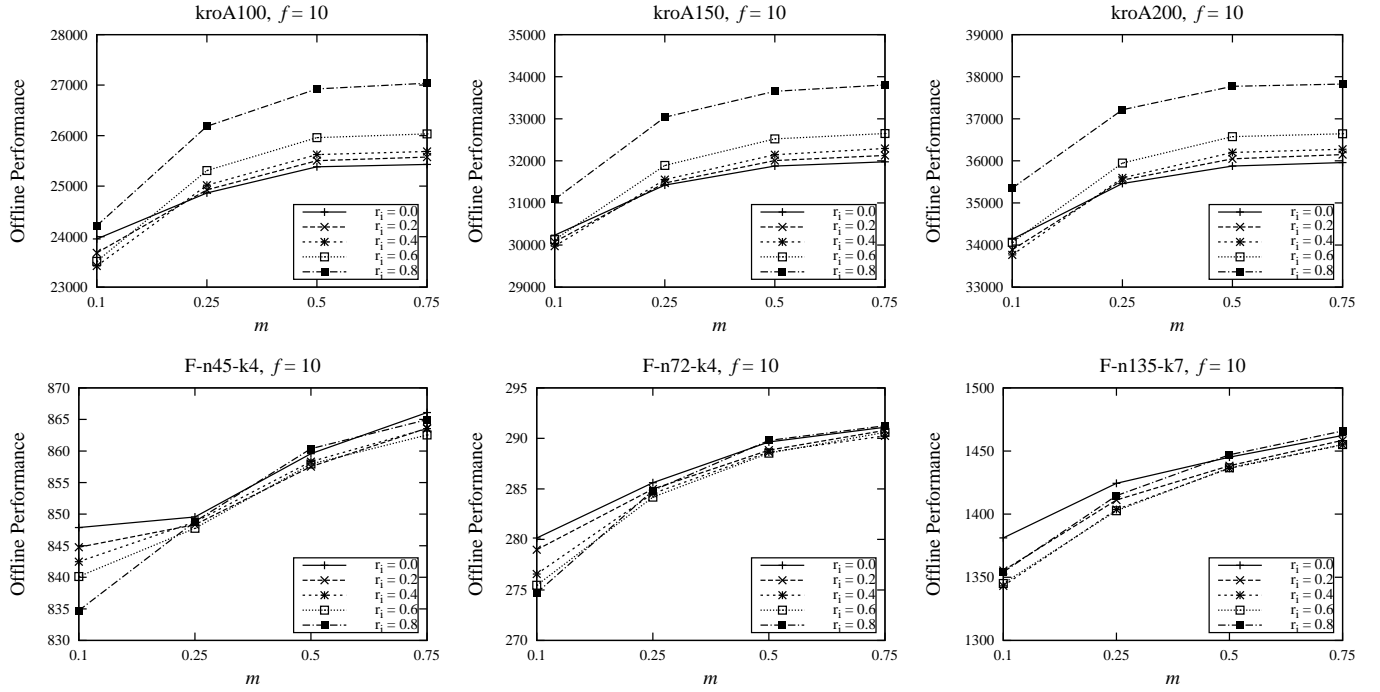 kroA100, f = 10
Offline Performance
28000
27000
26000
25000
24000
23000
r_i = 0.0
r_i = 0.2
r_i = 0.4
r_i = 0.6
r_i = 0.8
0.1 0.25 0.5 0.75
m
kroA150, f = 10
Offline Performance
35000
34000
33000
32000
31000
30000
29000
r_i = 0.0
r_i = 0.2
r_i = 0.4
r_i = 0.6
r_i = 0.8
0.1 0.25 0.5 0.75
m
kroA200, f = 10
Offline Performance
39000
38000
37000
36000
35000
34000
33000
r_i = 0.0
r_i = 0.2
r_i = 0.4
r_i = 0.6
r_i = 0.8
0.1 0.25 0.5 0.75
m
F-n45-k4, f = 10
Offline Performance
870
865
860
855
850
845
840
835
830
r_i = 0.0
r_i = 0.2
r_i = 0.4
r_i = 0.6
r_i = 0.8
0.1 0.25 0.5 0.75
m
F-n72-k4, f = 10
Offline Performance
295
290
285
280
275
270
r_i = 0.0
r_i = 0.2
r_i = 0.4
r_i = 0.6
r_i = 0.8
0.1 0.25 0.5 0.75
m
F-n135-k7, f = 10
Offline Performance
1500
1450
1400
1350
1300
r_i = 0.0
r_i = 0.2
r_i = 0.4
r_i = 0.6
r_i = 0.8
0.1 0.25 0.5 0.75
m